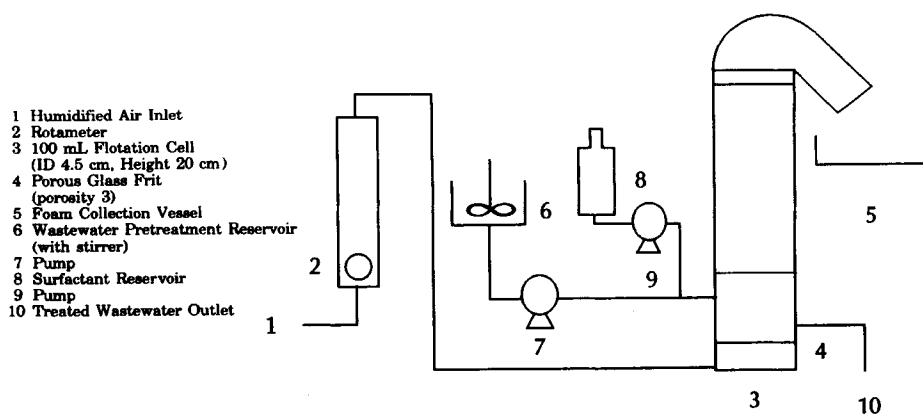 1 Humidified Air Inlet
2 Rotameter
3 100 mL Flotation Cell
(ID 4.5 cm, Height 20 cm)
4 Porous Glass Frit
(porosity 3)
5 Foam Collection Vessel
6 Wastewater Pretreatment Reservoir
(with stirrer)
7 Pump
8 Surfactant Reservoir
9 Pump
10 Treated Wastewater Outlet
1
2
6
7
8
9
3
4
5
10